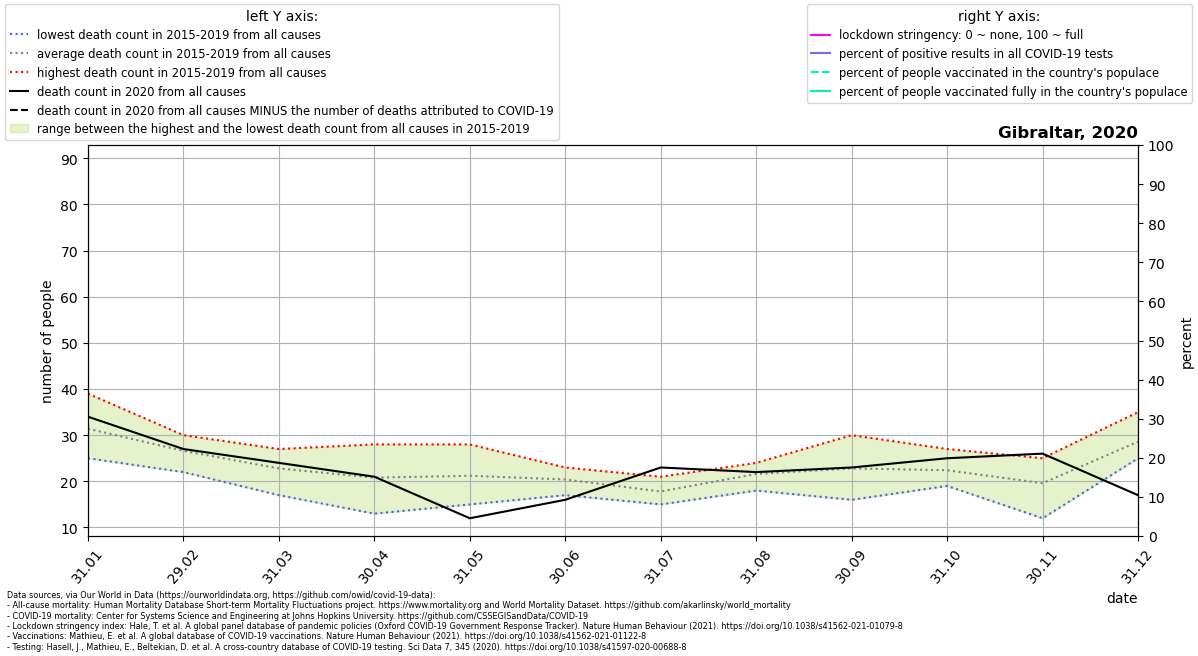 left Y axis:
lowest death count in 2015-2019 from all causes
average death count in 2015-2019 from all causes
highest death count in 2015-2019 from all causes
death count in 2020 from all causes
death count in 2020 from all causes MINUS the number of deaths attributed to COVID-19
range between the highest and the lowest death count from all causes in 2015-2019
right Y axis:
lockdown stringency: 0 ~ none, 100 ~ full
percent of positive results in all COVID-19 tests
percent of people vaccinated in the country's populace
percent of people vaccinated fully in the country's populace
Gibraltar, 2020
number of people
90
80
70
60
50
40
30
20
10
100
90
80
70
60
50
40
30
20
10
0
percent
31.01
29.02
31.03
30.04
31.05
30.06
31.07
31.08
30.09
31.10
30.11
31.12
date
Data sources, via Our World in Data (https://ourworldindata.org, https://github.com/owid/covid-19-data):
- All-cause mortality: Human Mortality Database Short-term Mortality Fluctuations project. https://www.mortality.org and World Mortality Dataset. https://github.com/akarlinsky/world_mortality
- COVID-19 mortality: Center for Systems Science and Engineering at Johns Hopkins University. https://github.com/CSSEGISandData/COVID-19
- Lockdown stringency index: Hale, T. et al. A global panel database of pandemic policies (Oxford COVID-19 Government Response Tracker). Nature Human Behaviour (2021). https://doi.org/10.1038/s41562-021-01079-8
- Vaccinations: Mathieu, E. et al. A global database of COVID-19 vaccinations. Nature Human Behaviour (2021). https://doi.org/10.1038/s41562-021-01122-8
- Testing: Hasell, J., Mathieu, E., Beltekian, D. et al. A cross-country database of COVID-19 testing. Sci Data 7, 345 (2020). https://doi.org/10.1038/s41597-020-00688-8